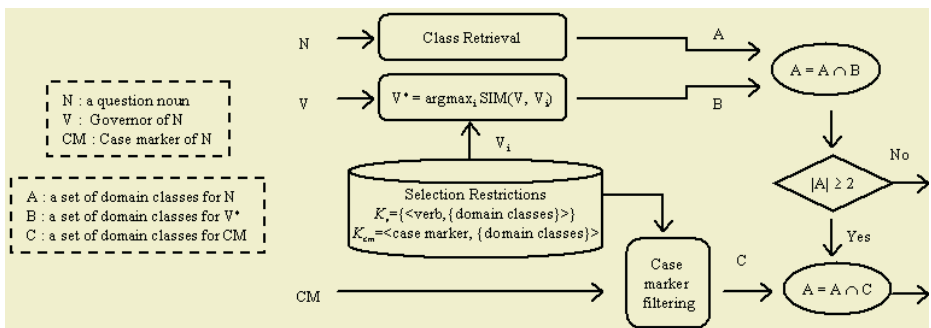 N
Class Retrieval
A
A = A ∩ B
N : a question noun
V : Governor of N
CM : Case marker of N
V
V* = argmaxᵢ SIM(V, Vᵢ)
B
Vᵢ
No
|A| ≥ 2
A : a set of domain classes for N
B : a set of domain classes for V*
C : a set of domain classes for CM
Selection Restrictions
Kᵥ={<verb,{domain classes}>}
K_cm=<case marker, {domain classes}>
Yes
CM
Case
marker
filtering
C
A = A ∩ C